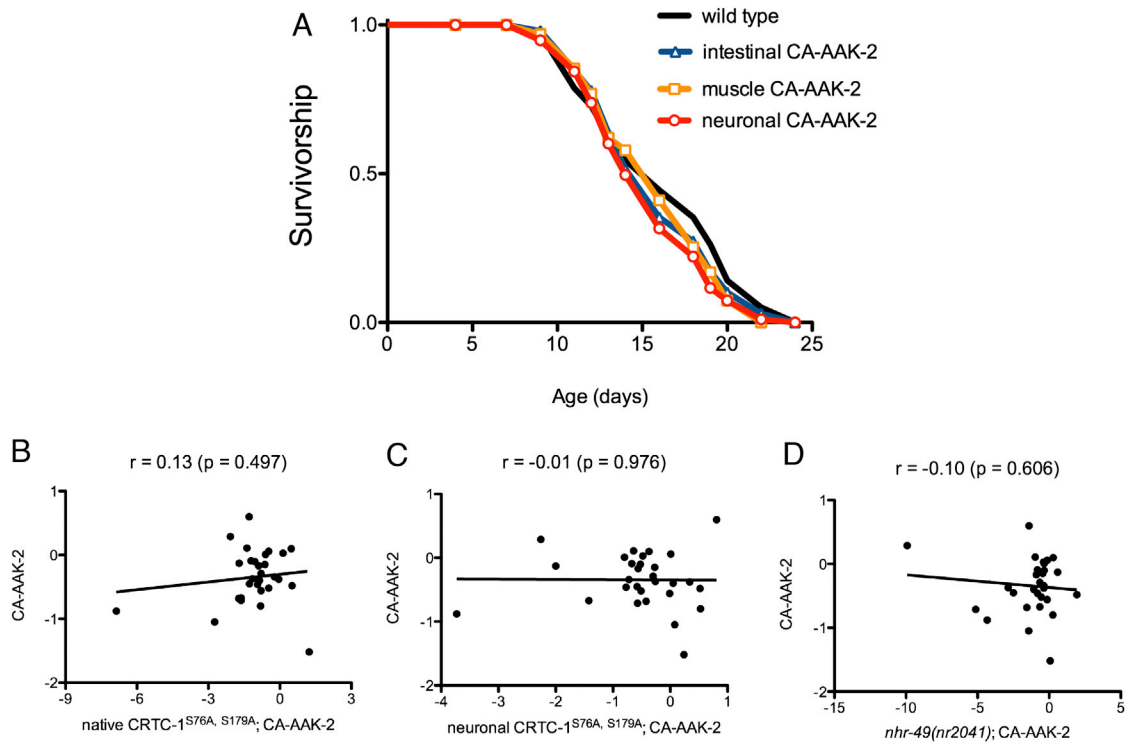 A
wild type
intestinal CA-AAK-2
muscle CA-AAK-2
neuronal CA-AAK-2
Survivorship
1.0
0.5
0.0
0 5 10 15 20 25
Age (days)
B
r = 0.13 (p = 0.497)
CA-AAK-2
1
0
-1
-2
-9 -6 -3 0 3
native CRTC-1S76A, S179A; CA-AAK-2
C
r = -0.01 (p = 0.976)
CA-AAK-2
1
0
-1
-2
-4 -3 -2 -1 0 1
neuronal CRTC-1S76A, S179A; CA-AAK-2
D
r = -0.10 (p = 0.606)
CA-AAK-2
1
0
-1
-2
-15 -10 -5 0 5
nhr-49(nr2041); CA-AAK-2